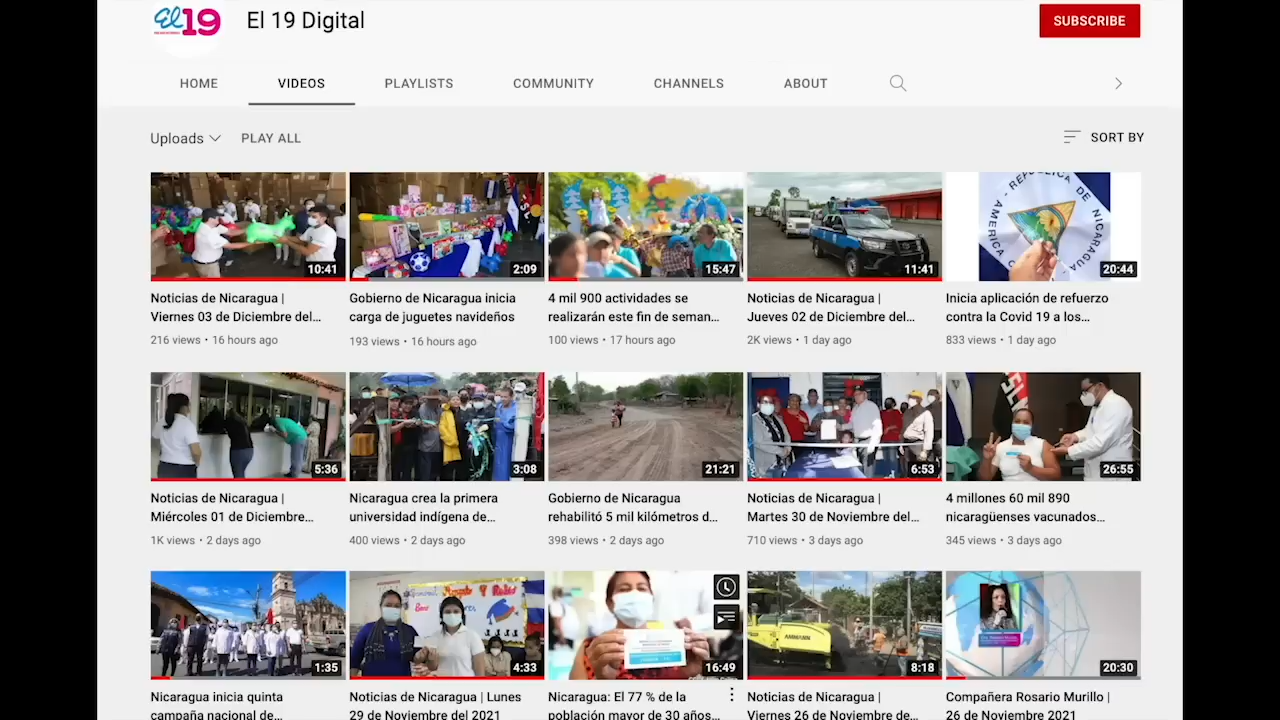 El 19
El 19 Digital
SUBSCRIBE
HOME
VIDEOS
PLAYLISTS
COMMUNITY
CHANNELS
ABOUT
Uploads
PLAY ALL
SORT BY
10:41
2:09
15:47
11:41
REPUBLICA DE NICARAGUA
AMERICA C
20:44
Noticias de Nicaragua |
Viernes 03 de Diciembre del...
216 views • 16 hours ago
Gobierno de Nicaragua inicia
carga de juguetes navideños
193 views • 16 hours ago
4 mil 900 actividades se
realizarán este fin de seman...
100 views • 17 hours ago
Noticias de Nicaragua |
Jueves 02 de Diciembre del...
2K views • 1 day ago
Inicia aplicación de refuerzo
contra la Covid 19 a los...
833 views • 1 day ago
5:36
3:08
21:21
6:53
26:55
Noticias de Nicaragua |
Miércoles 01 de Diciembre...
1K views • 2 days ago
Nicaragua crea la primera
universidad indígena de...
400 views • 2 days ago
Gobierno de Nicaragua
rehabilitó 5 mil kilómetros d...
398 views • 2 days ago
Noticias de Nicaragua |
Martes 30 de Noviembre del...
710 views • 3 days ago
4 millones 60 mil 890
nicaragüenses vacunados...
345 views • 3 days ago
1:35
4:33
16:49
AMMANN
8:18
20:30
Nicaragua inicia quinta
campaña nacional de...
Noticias de Nicaragua | Lunes
29 de Noviembre del 2021
Nicaragua: El 77 % de la
población mayor de 30 años...
Noticias de Nicaragua |
Viernes 26 de Noviembre del...
Compañera Rosario Murillo |
26 de Noviembre 2021